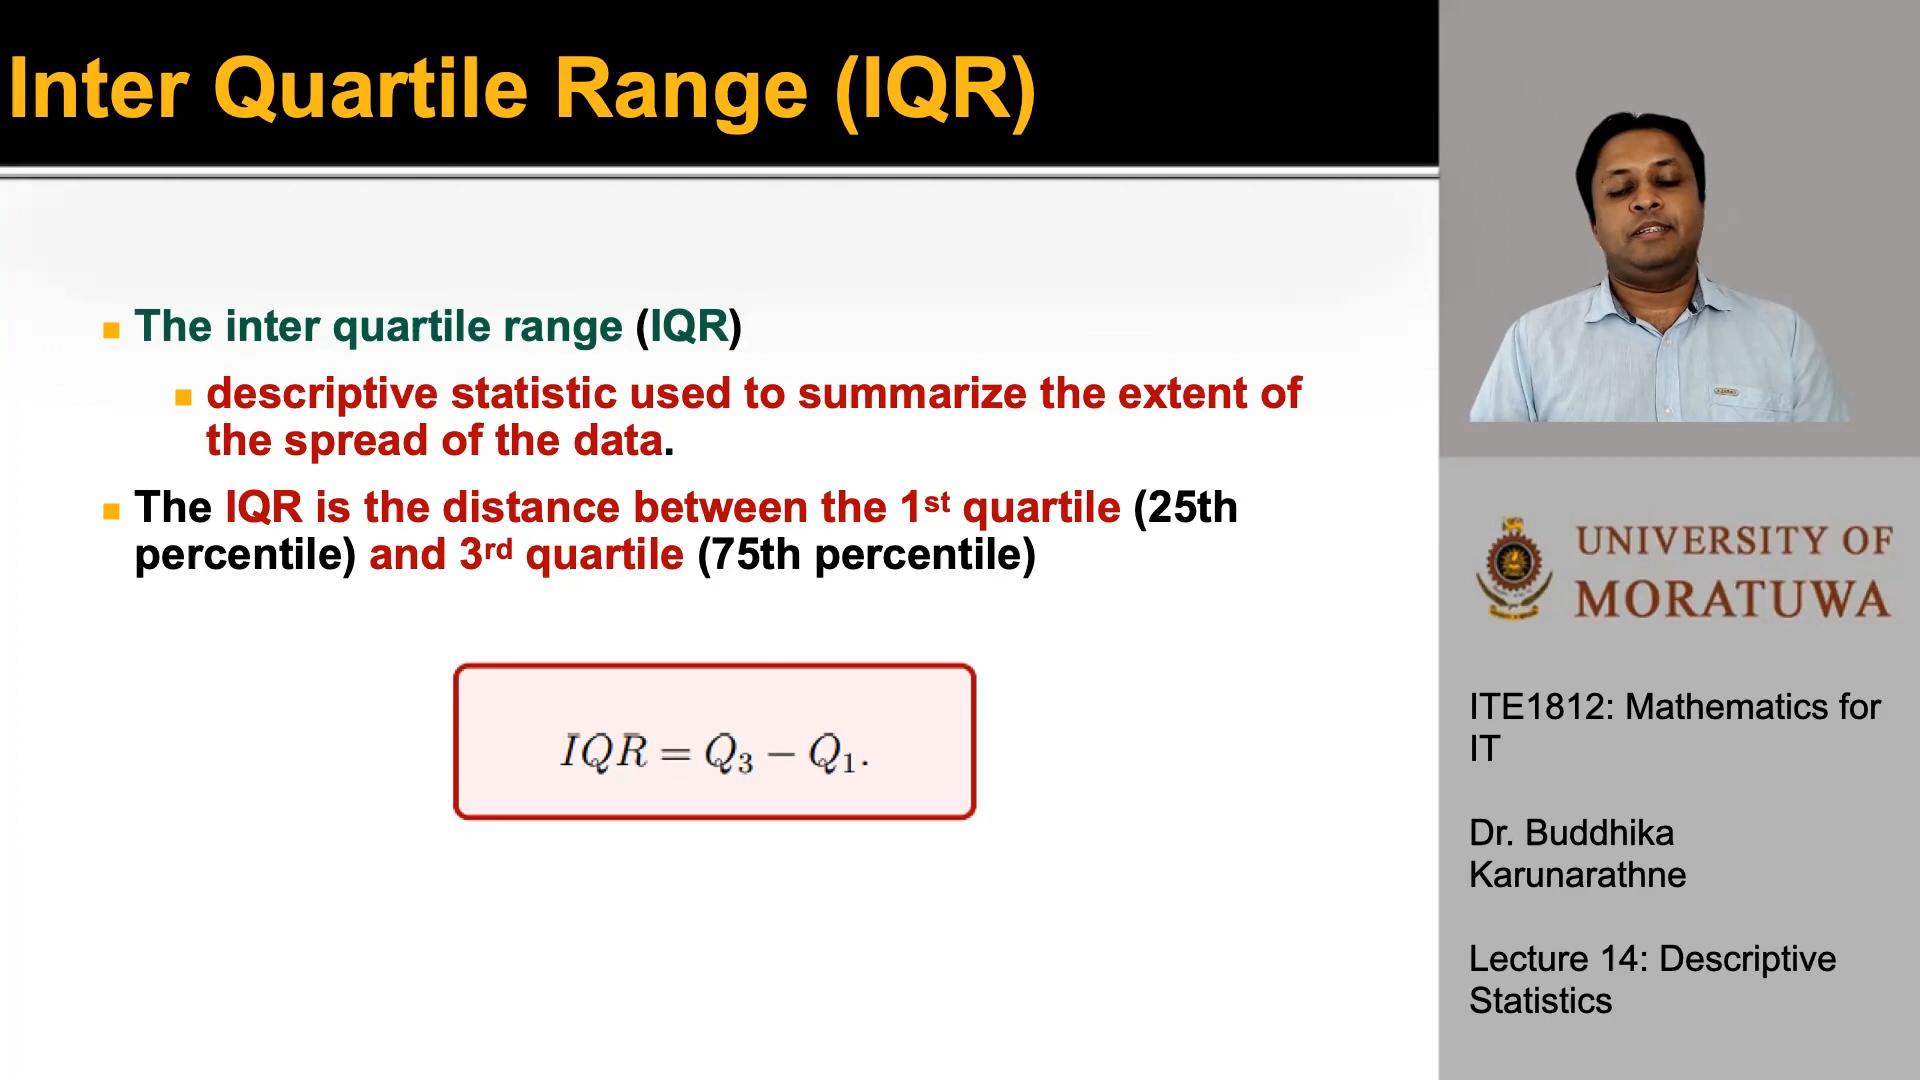 Inter Quartile Range (IQR)
The inter quartile range (IQR)
descriptive statistic used to summarize the extent of
the spread of the data.
The IQR is the distance between the 1st quartile (25th
percentile) and 3rd quartile (75th percentile)
IQR = Q₃ − Q₁.
UNIVERSITY OF
MORATUWA
ITE1812: Mathematics for
IT
Dr. Buddhika
Karunarathne
Lecture 14: Descriptive
Statistics